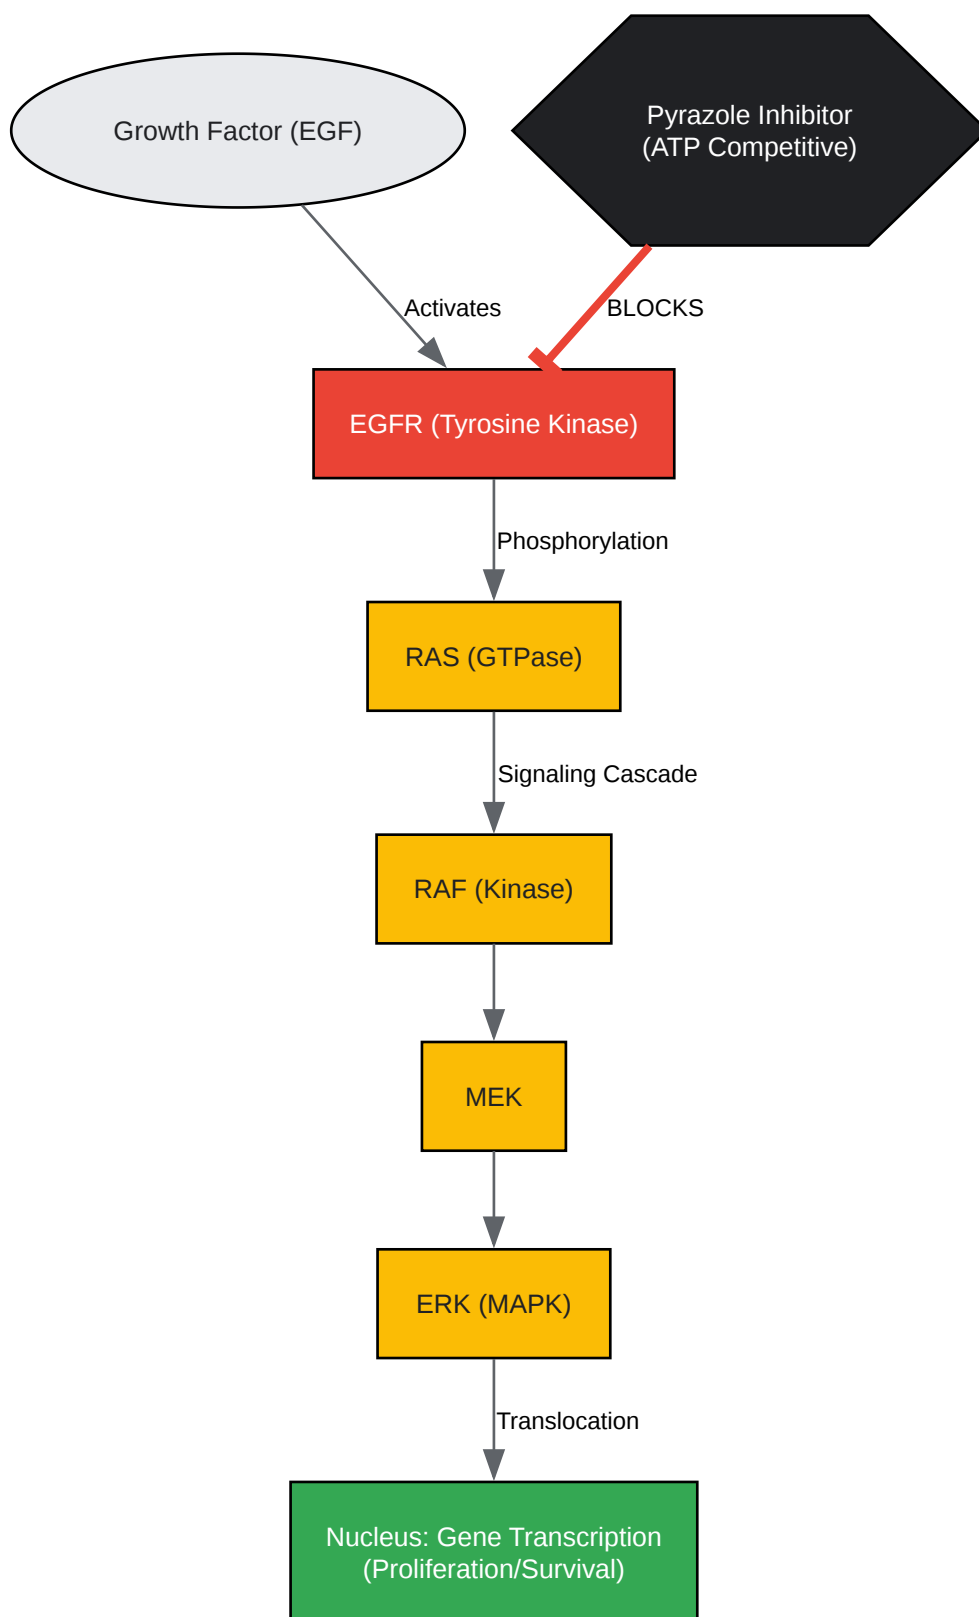 Growth Factor (EGF)
Pyrazole Inhibitor
(ATP Competitive)
Activates
BLOCKS
EGFR (Tyrosine Kinase)
Phosphorylation
RAS (GTPase)
Signaling Cascade
RAF (Kinase)
MEK
ERK (MAPK)
Translocation
Nucleus: Gene Transcription
(Proliferation/Survival)